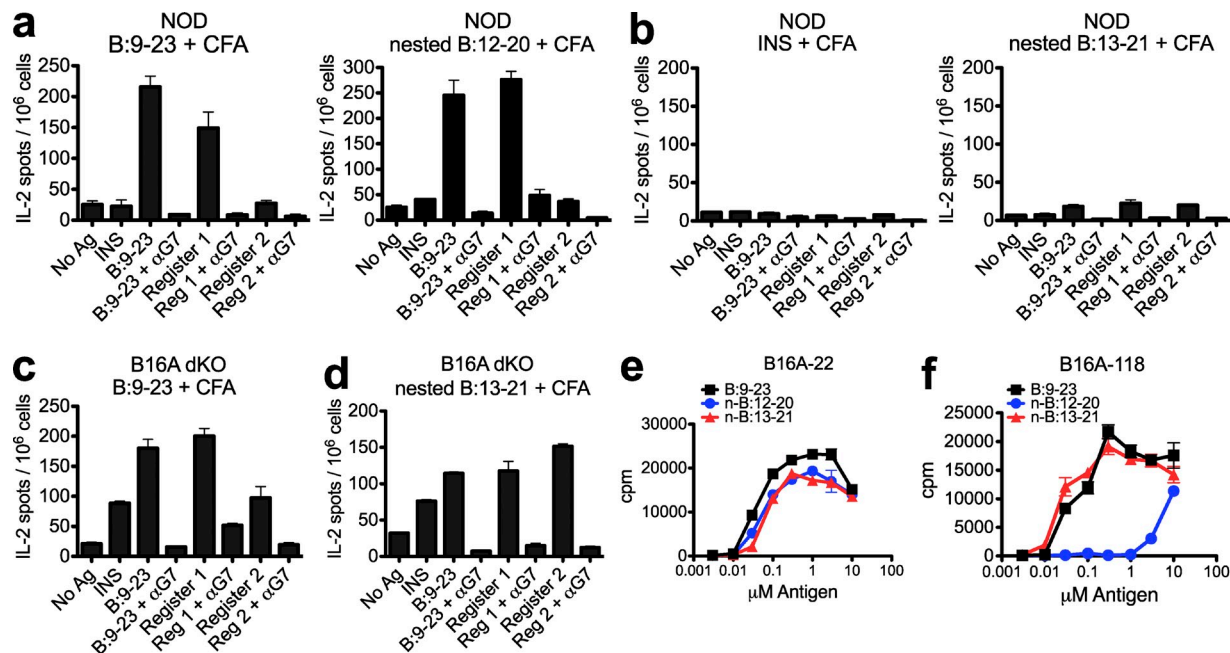 a
NOD
B:9-23 + CFA
IL-2 spots / 10⁶ cells
250
200
150
100
50
0
No Ag
INS
B:9-23
B:9-23 + αG7
Register 1
Reg 1 + αG7
Register 2
Reg 2 + αG7
NOD
nested B:12-20 + CFA
IL-2 spots / 10⁶ cells
300
250
200
150
100
50
0
No Ag
INS
B:9-23
B:9-23 + αG7
Register 1
Reg 1 + αG7
Register 2
Reg 2 + αG7
b
NOD
INS + CFA
IL-2 spots / 10⁶ cells
200
150
100
50
0
No Ag
INS
B:9-23
B:9-23 + αG7
Register 1
Reg 1 + αG7
Register 2
Reg 2 + αG7
NOD
nested B:13-21 + CFA
IL-2 spots / 10⁶ cells
200
150
100
50
0
No Ag
INS
B:9-23
B:9-23 + αG7
Register 1
Reg 1 + αG7
Register 2
Reg 2 + αG7
c
B16A dKO
B:9-23 + CFA
IL-2 spots / 10⁶ cells
250
200
150
100
50
0
No Ag
INS
B:9-23
B:9-23 + αG7
Register 1
Reg 1 + αG7
Register 2
Reg 2 + αG7
d
B16A dKO
nested B:13-21 + CFA
IL-2 spots / 10⁶ cells
200
150
100
50
0
No Ag
INS
B:9-23
B:9-23 + αG7
Register 1
Reg 1 + αG7
Register 2
Reg 2 + αG7
e
B16A-22
B:9-23
n-B:12-20
n-B:13-21
cpm
30000
20000
10000
0
0.001 0.01 0.1 1 10 100
μM Antigen
f
B16A-118
B:9-23
n-B:12-20
n-B:13-21
cpm
25000
20000
15000
10000
5000
0
0.001 0.01 0.1 1 10 100
μM Antigen